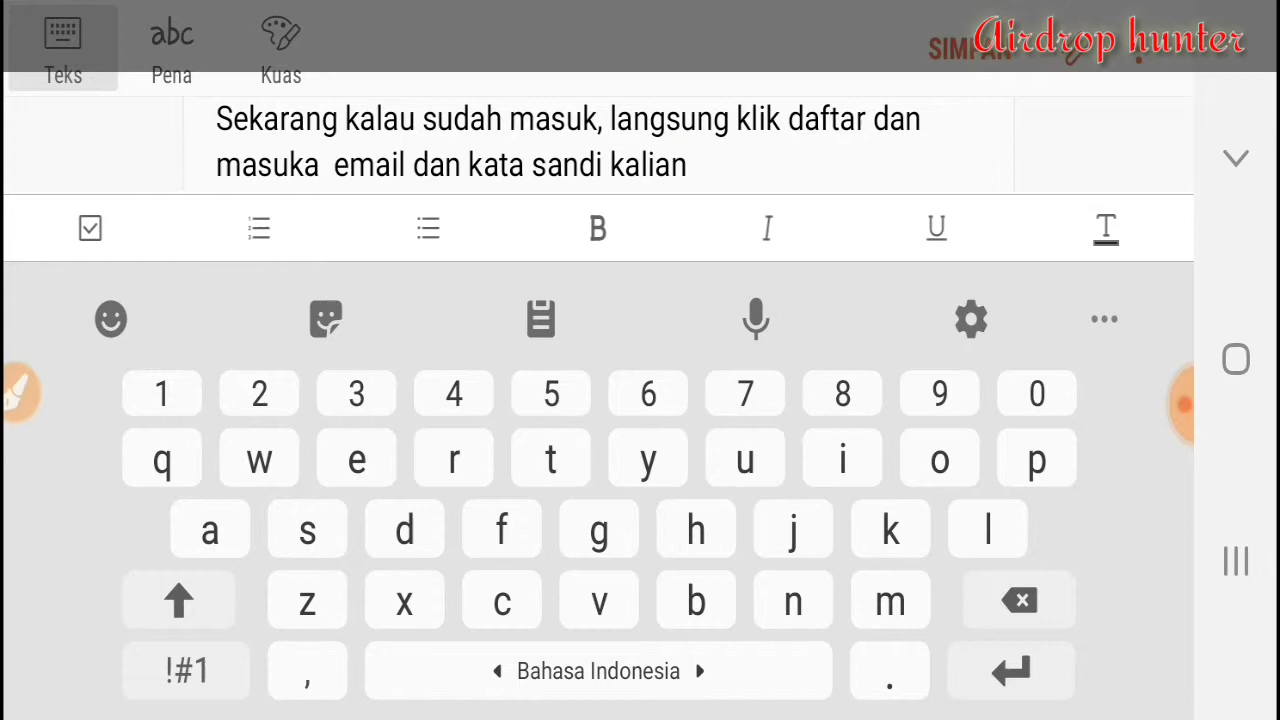 Teks abc Pena Kuas SIMPAN Airdrop hunter
Sekarang kalau sudah masuk, langsung klik daftar dan
masuka email dan kata sandi kalian
B I U T
1 2 3 4 5 6 7 8 9 0
q w e r t y u i o p
a s d f g h j k l
z x c v b n m
!#1 , Bahasa Indonesia .